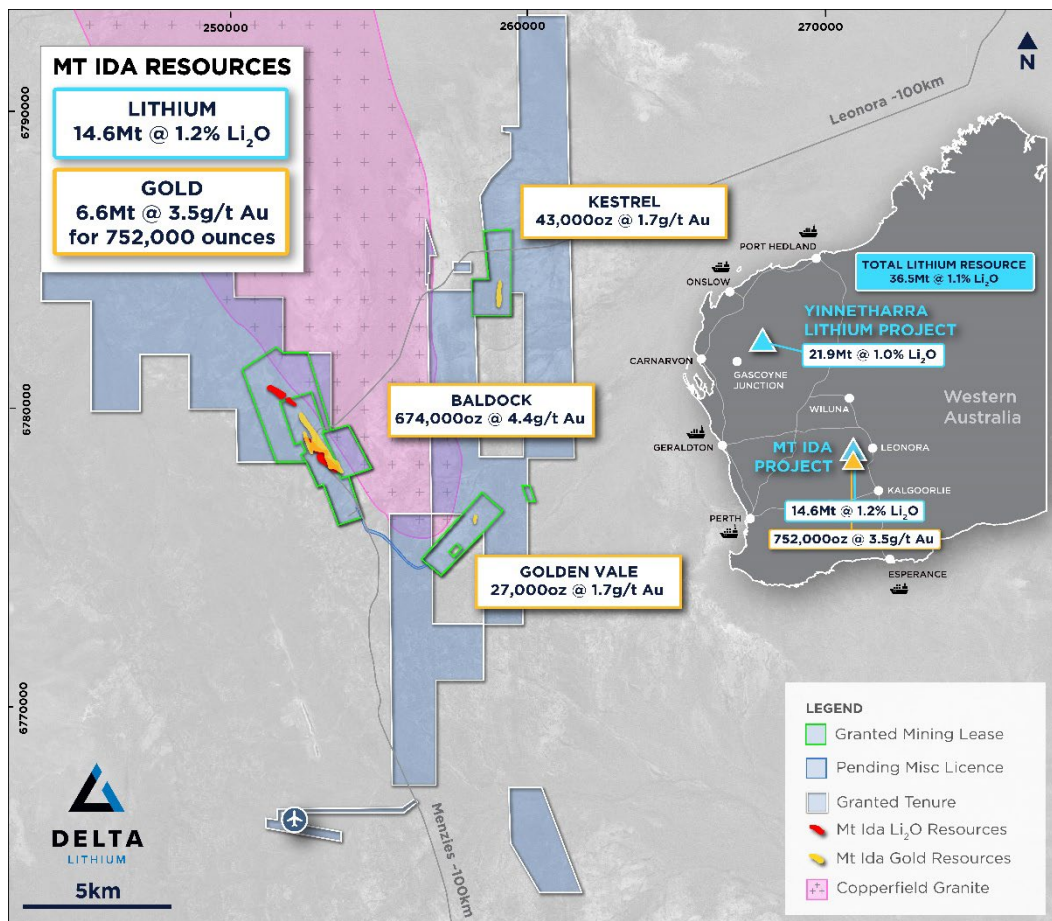 250000
260000
270000
6790000
6780000
6770000
MT IDA RESOURCES
LITHIUM
14.6Mt @ 1.2% Li₂O
GOLD
6.6Mt @ 3.5g/t Au
for 752,000 ounces
N
Leonora ~100km
KESTREL
43,000oz @ 1.7g/t Au
BALDOCK
674,000oz @ 4.4g/t Au
GOLDEN VALE
27,000oz @ 1.7g/t Au
Menzies ~100km
PORT HEDLAND
ONSLOW
TOTAL LITHIUM RESOURCE
36.5Mt @ 1.1% Li₂O
YINNETHARRA
LITHIUM PROJECT
21.9Mt @ 1.0% Li₂O
CARNARVON
GASCOYNE
JUNCTION
WILUNA
Western
Australia
GERALDTON
MT IDA
PROJECT
LEONORA
KALGOORLIE
14.6Mt @ 1.2% Li₂O
PERTH
752,000oz @ 3.5g/t Au
ESPERANCE
LEGEND
Granted Mining Lease
Pending Misc Licence
Granted Tenure
Mt Ida Li₂O Resources
Mt Ida Gold Resources
Copperfield Granite
DELTA
LITHIUM
5km